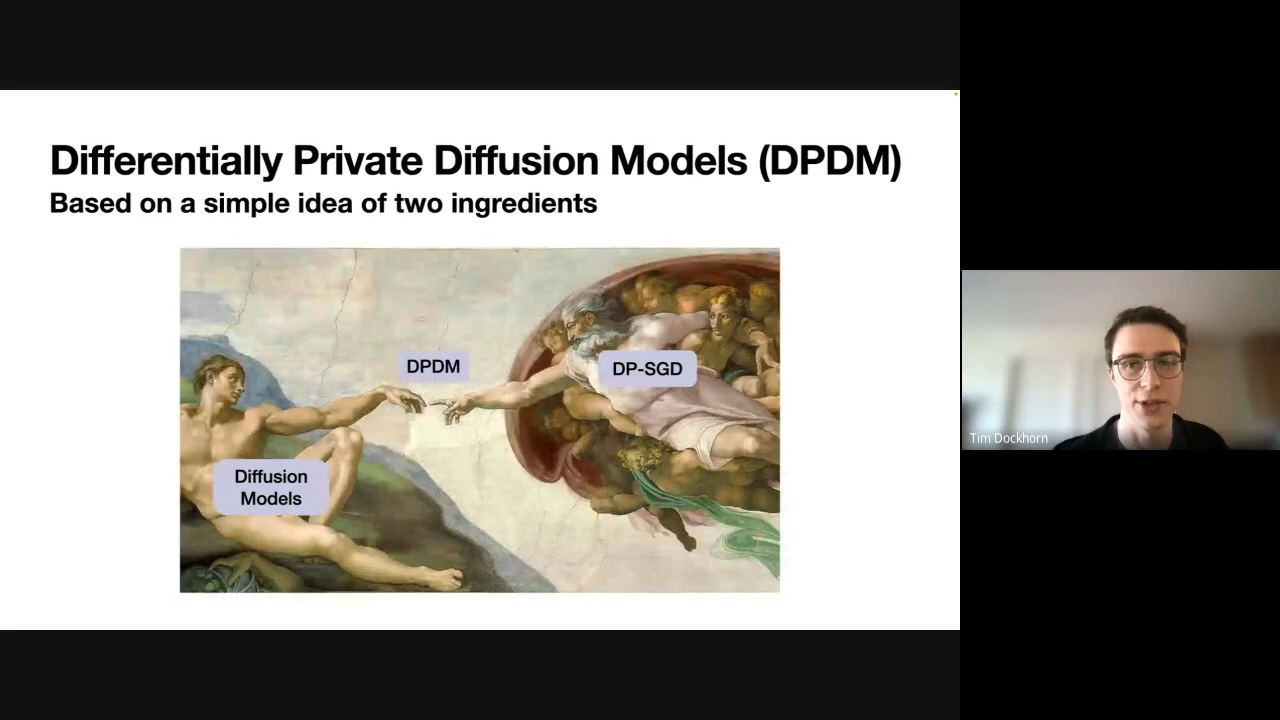 Differentially Private Diffusion Models (DPDM)
Based on a simple idea of two ingredients
DPDM
DP-SGD
Diffusion
Models
Tim Dockhorn